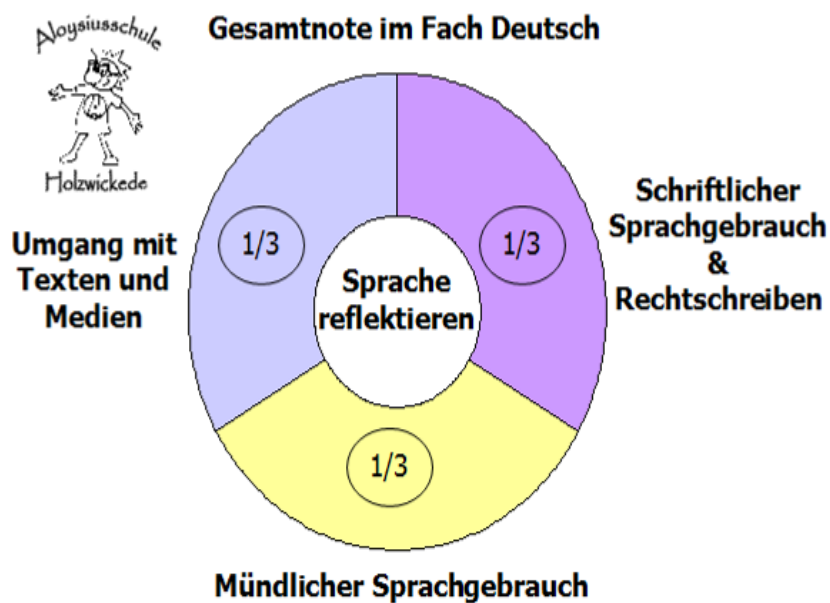 Aloysiusschule
Holzwickede
Gesamtnote im Fach Deutsch
Umgang mit
Texten und
Medien
1/3
Sprache
reflektieren
1/3
Schriftlicher
Sprachgebrauch
&
Rechtschreiben
1/3
Mündlicher Sprachgebrauch